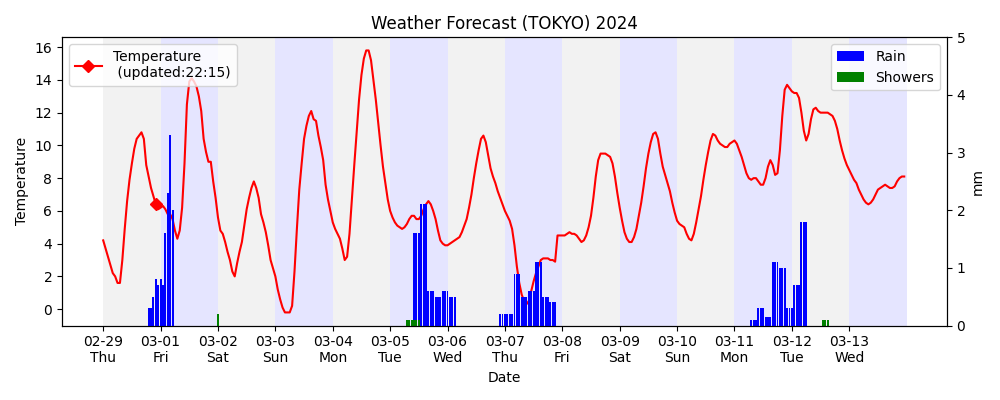 Weather Forecast (TOKYO) 2024
Temperature
(updated:22:15)
Rain
Showers
Temperature
16
14
12
10
8
6
4
2
0
5
4
3
2
1
0
mm
02-29 03-01 03-02 03-03 03-04 03-05 03-06 03-07 03-08 03-09 03-10 03-11 03-12 03-13
Thu Fri Sat Sun Mon Tue Wed Thu Fri Sat Sun Mon Tue Wed
Date